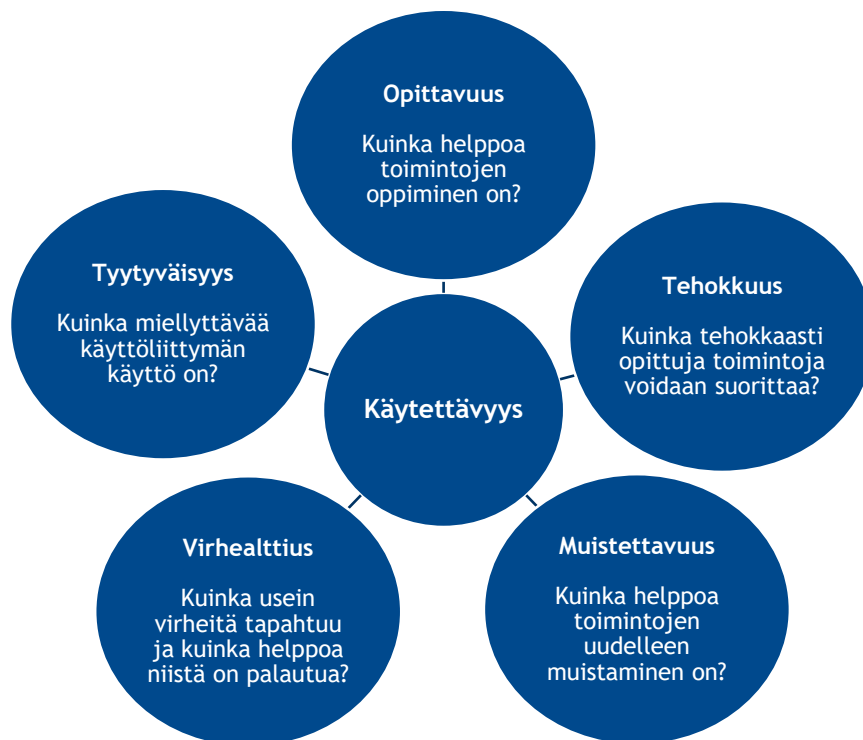 Opittavuus
Kuinka helppoa
toimintojen
oppiminen on?
Tyytyväisyys
Kuinka miellyttävää
käyttöliittymän
käyttö on?
Tehokkuus
Kuinka tehokkaasti
opittuja toimintoja
voidaan suorittaa?
Käytettävyys
Virhealttius
Kuinka usein
virheitä tapahtuu
ja kuinka helppoa
niistä on palautua?
Muistettavuus
Kuinka helppoa
toimintojen
uudelleen
muistaminen on?